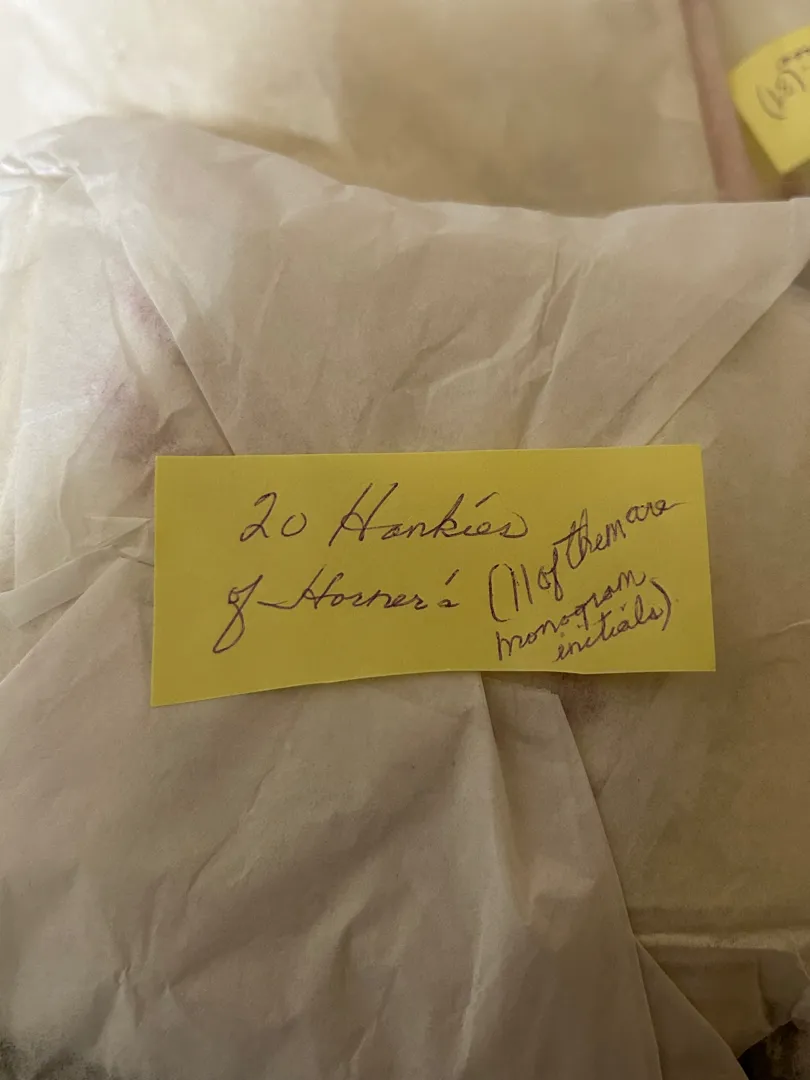 20 Hankies
of Horner's (11 of them are
monogram
initials)